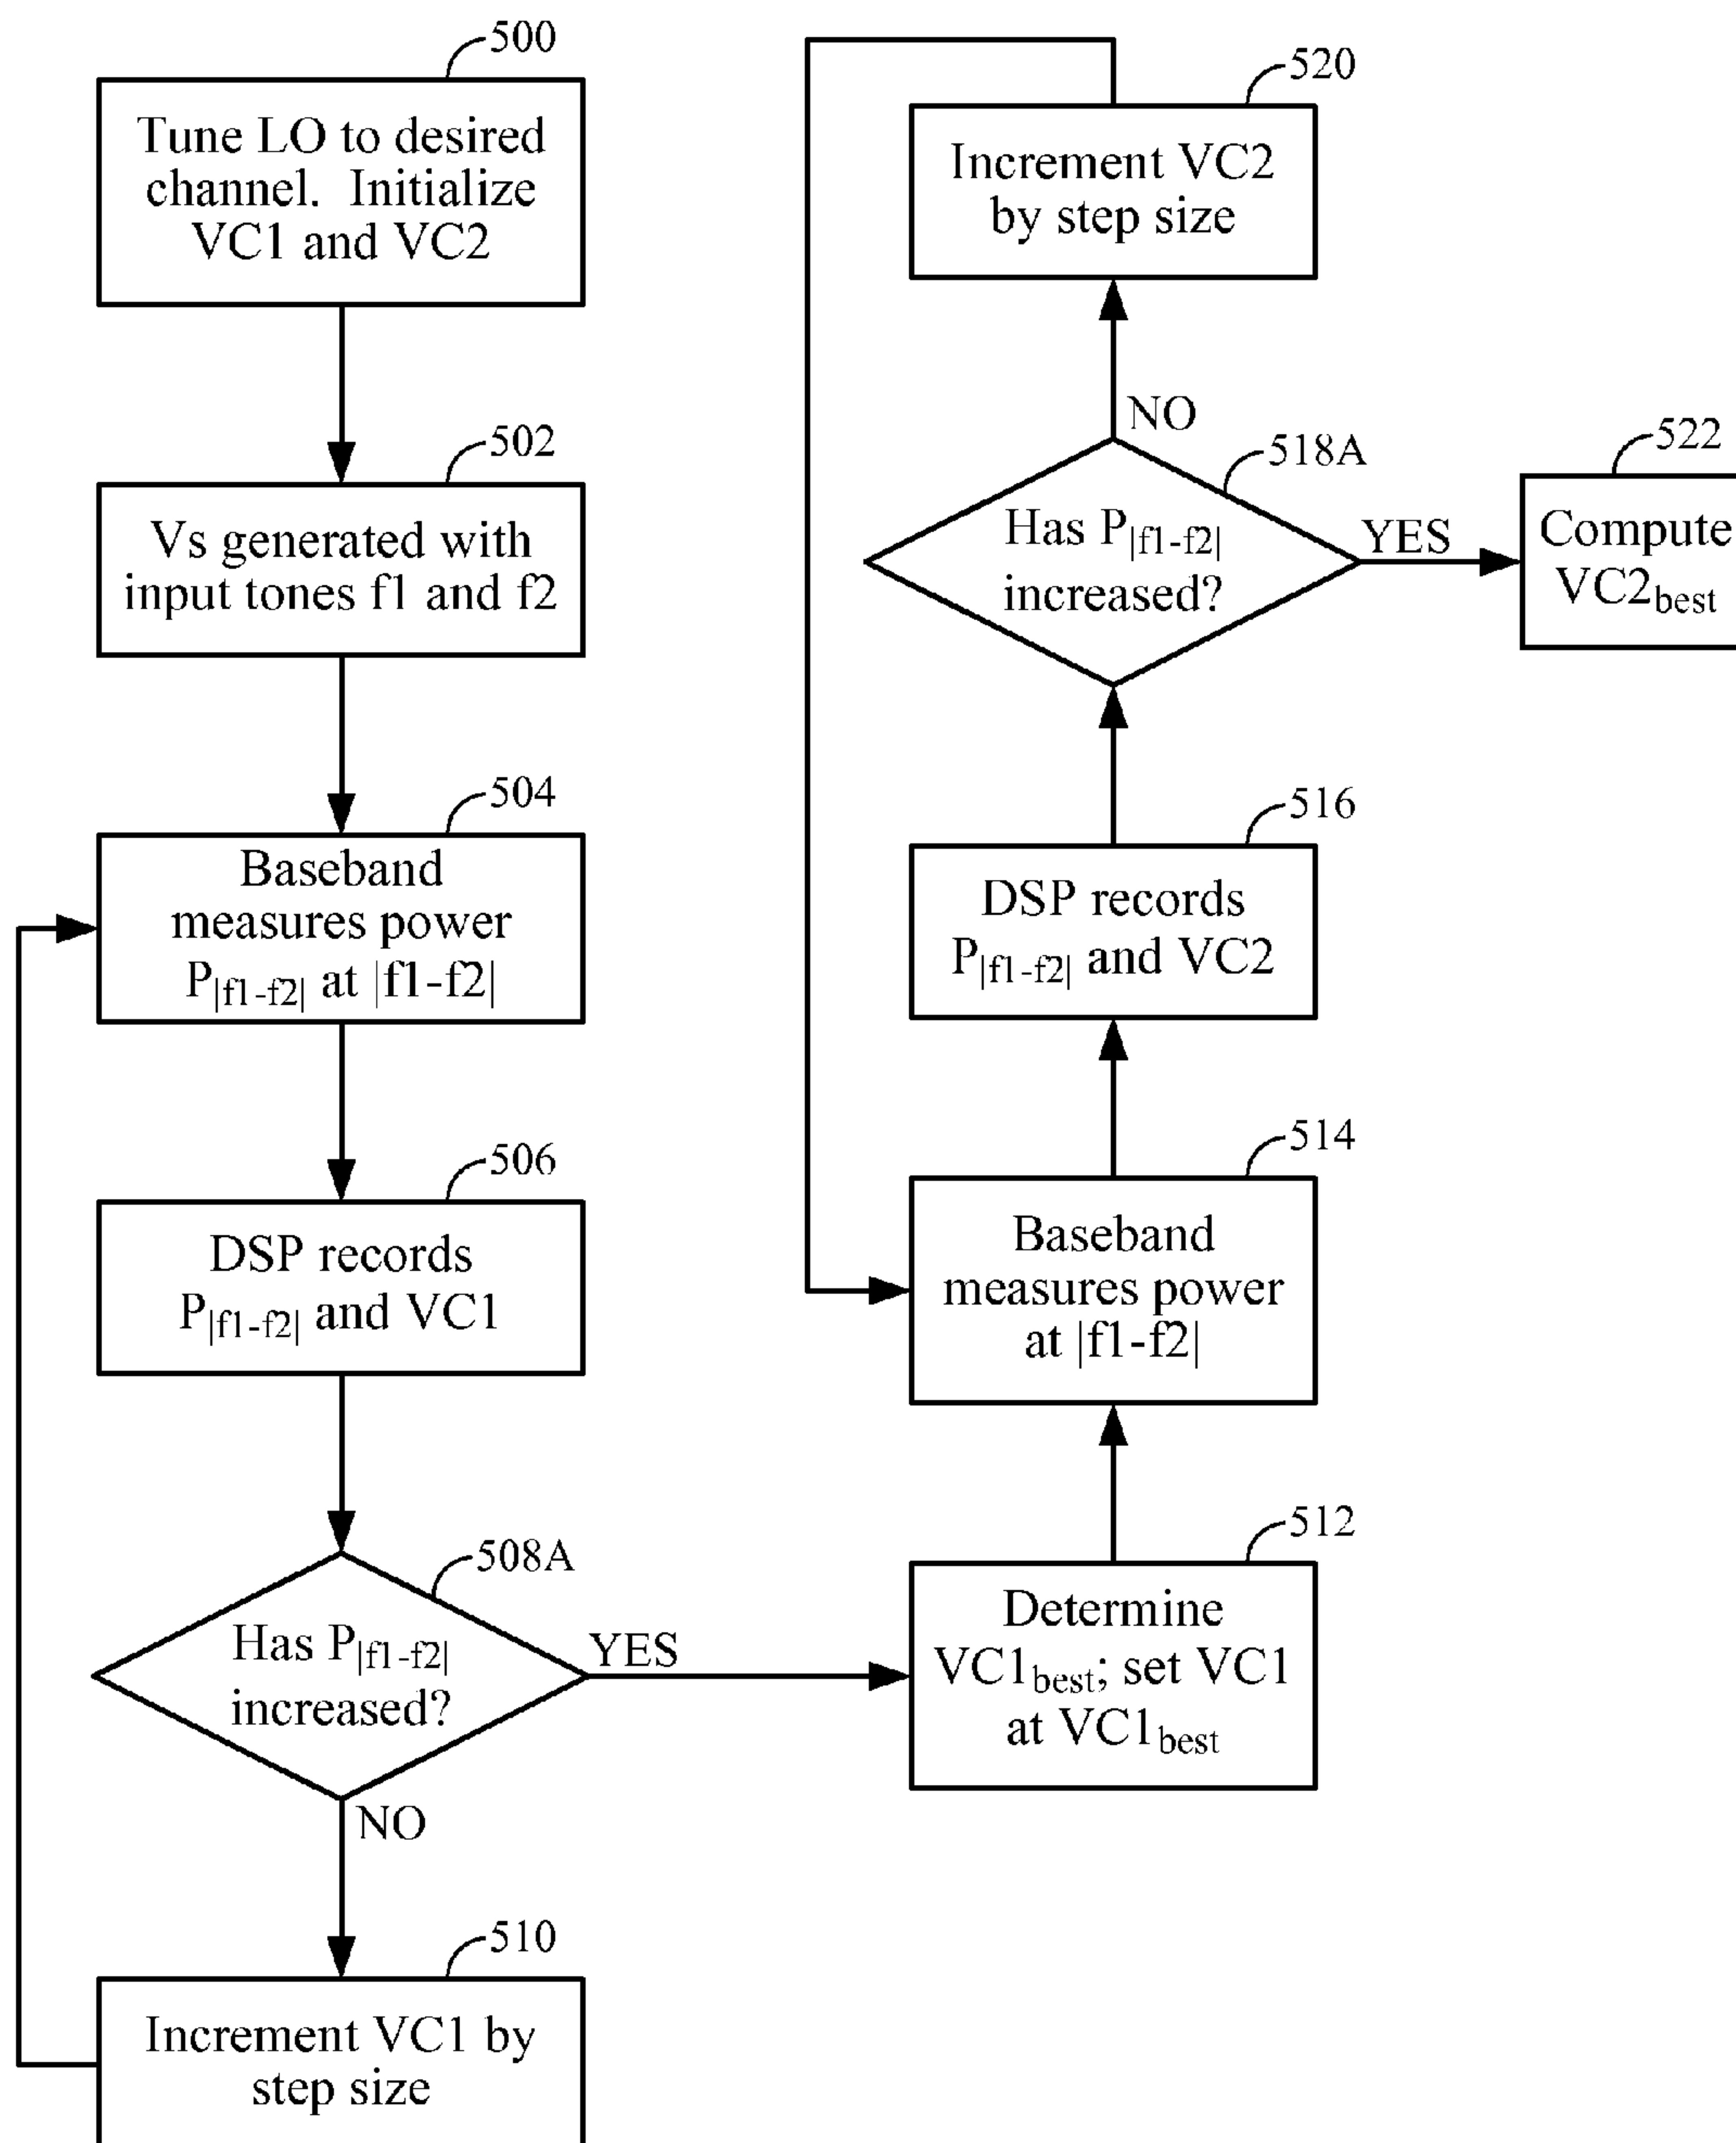 500
Tune LO to desired
channel. Initialize
VC1 and VC2
502
Vs generated with
input tones f1 and f2
504
Baseband
measures power
P|f1-f2| at |f1-f2|
506
DSP records
P|f1-f2| and VC1
508A
Has P|f1-f2|
increased?
YES
NO
510
Increment VC1 by
step size
512
Determine
VC1best; set VC1
at VC1best
514
Baseband
measures power
at |f1-f2|
516
DSP records
P|f1-f2| and VC2
518A
Has P|f1-f2|
increased?
NO
YES
520
Increment VC2
by step size
522
Compute
VC2best